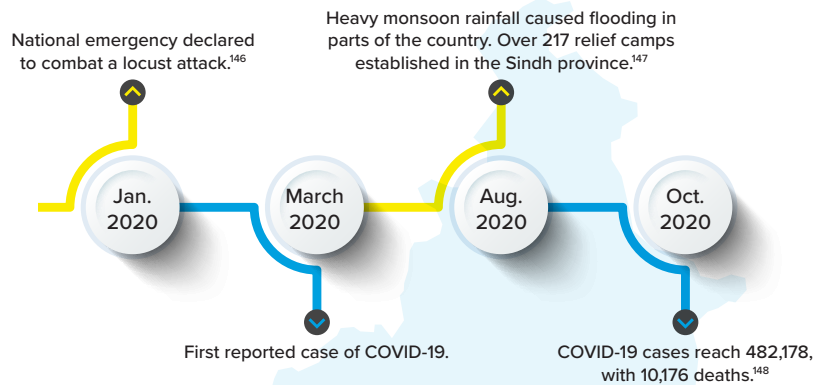 National emergency declared
to combat a locust attack.146
Heavy monsoon rainfall caused flooding in
parts of the country. Over 217 relief camps
established in the Sindh province.147
Jan.
2020
March
2020
Aug.
2020
Oct.
2020
First reported case of COVID-19.
COVID-19 cases reach 482,178,
with 10,176 deaths.148